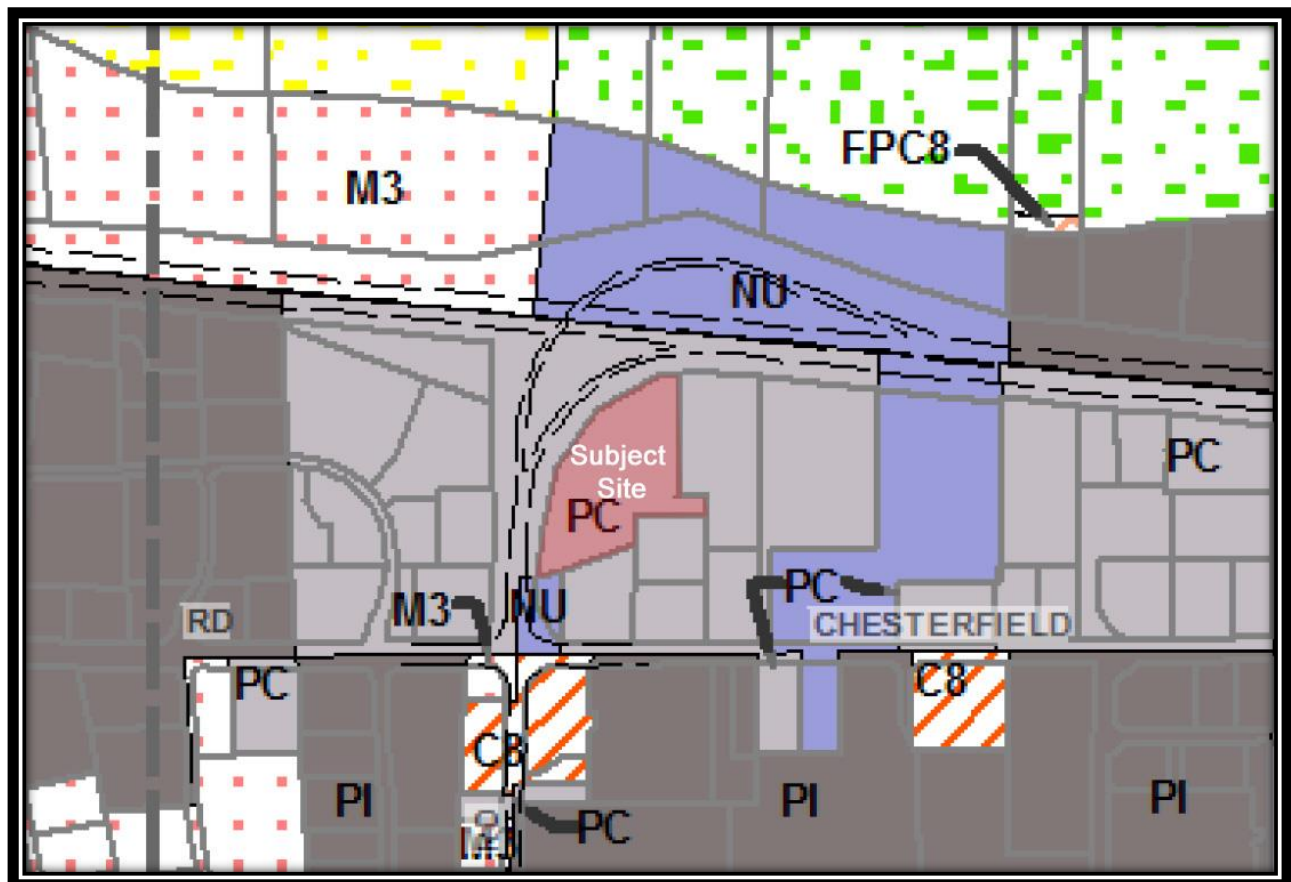 FPC8
M3
NU
Subject
Site
PC
PC
M3
NU
PC
RD
CHESTERFIELD
PC
C8
C8
PI
PI
PI
PC